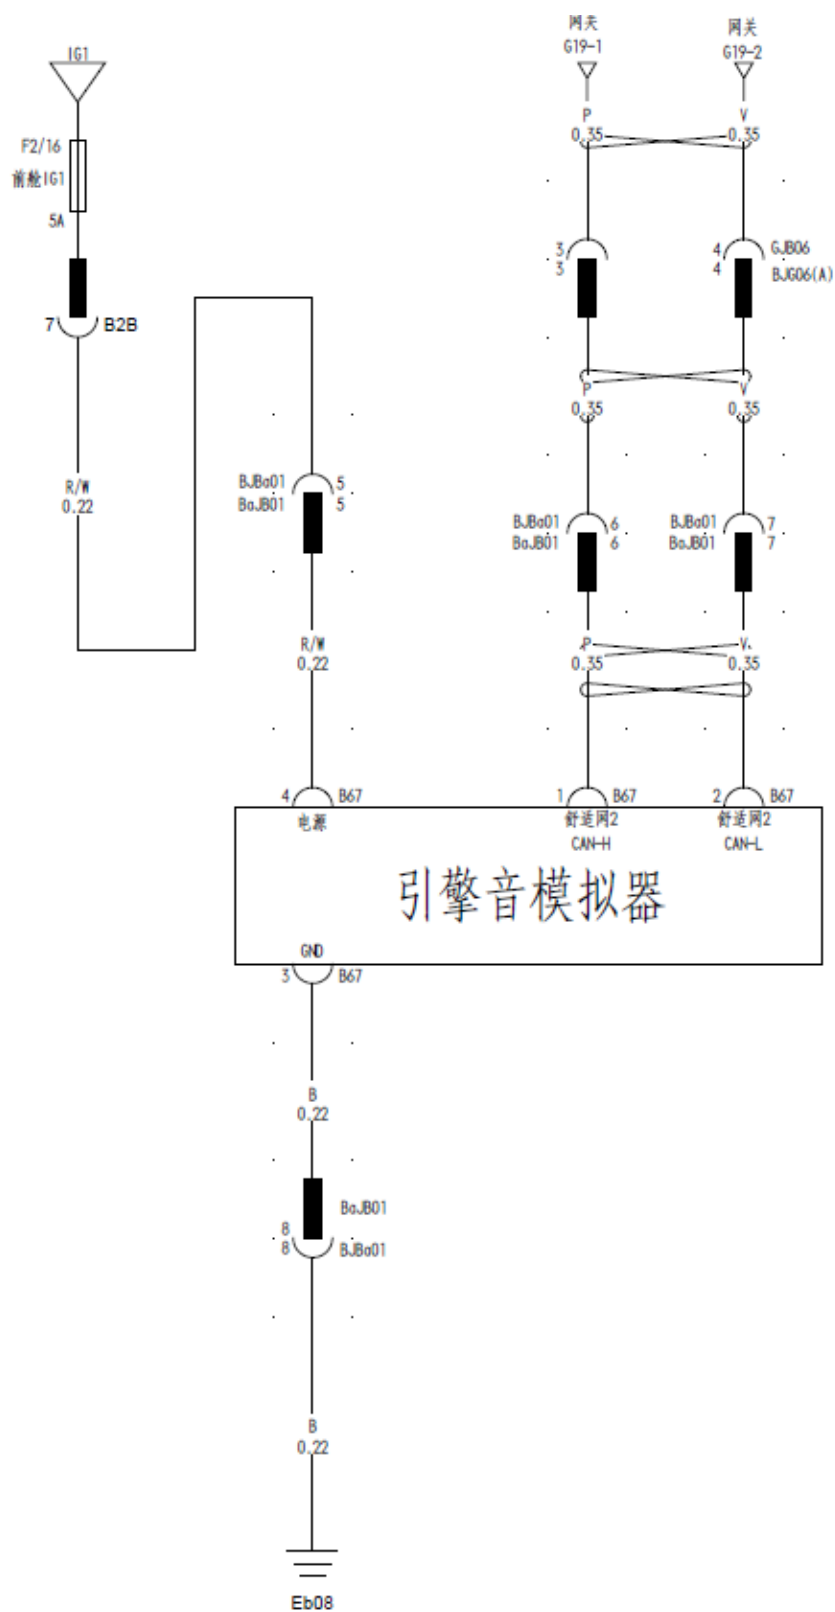 IG1
F2/16
前舱IG1
5A
7 B2B
R/W
0.22
BJBa01 5
BaJB01 5
R/W
0.22
网关
G19-1
网关
G19-2
P
0.35
V
0.35
3
3
4 GJB06
4 BJG06(A)
P
0.35
V
0.35
BJBa01 6
BaJB01 6
BJBa01 7
BaJB01 7
P
0.35
V
0.35
4 B67
1 B67
2 B67
电源
舒适网2
CAN-H
舒适网2
CAN-L
引擎音模拟器
GND
3 B67
B
0.22
BaJB01
8
8 BJBa01
B
0.22
Eb08